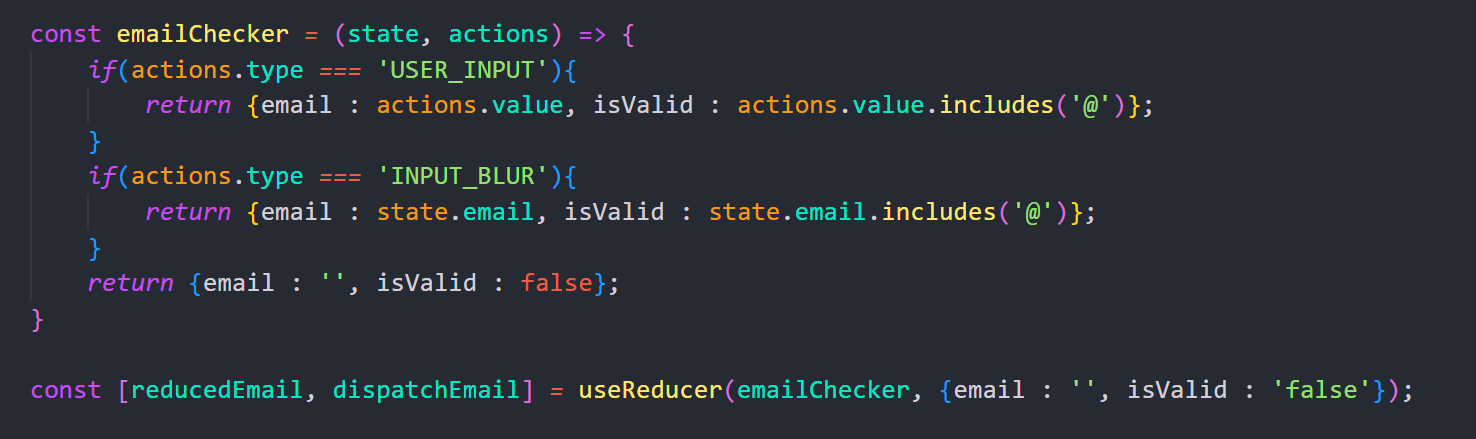 const emailChecker = (state, actions) => {
    if(actions.type === 'USER_INPUT'){
        return {email : actions.value, isValid : actions.value.includes('@')};
    }
    if(actions.type === 'INPUT_BLUR'){
        return {email : state.email, isValid : state.email.includes('@')};
    }
    return {email : '', isValid : false};
}

const [reducedEmail, dispatchEmail] = useReducer(emailChecker, {email : '', isValid : 'false'});